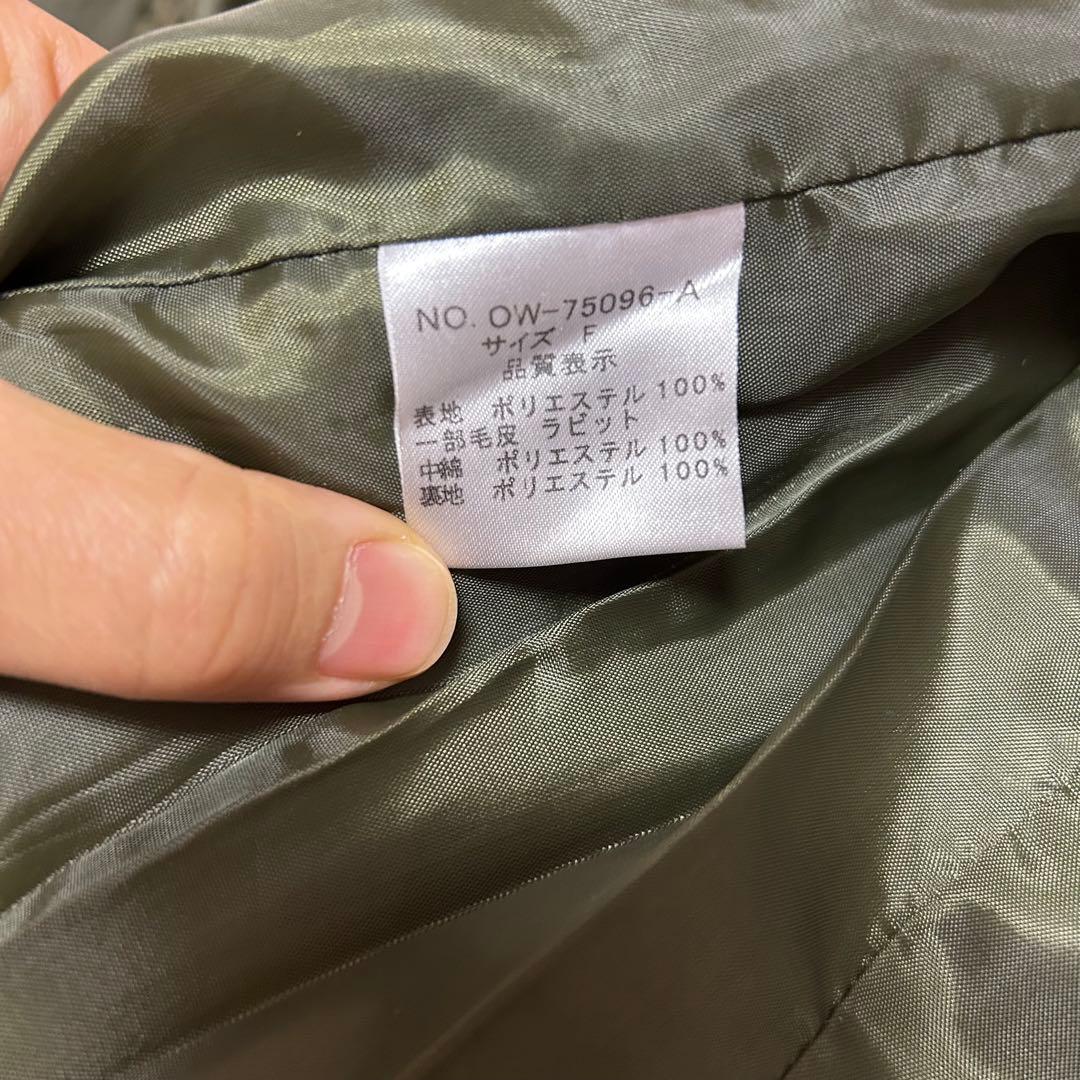 NO. OW-75096-A
サイズ F
品質表示
表地 ポリエステル 100%
一部毛皮 ラビット
中綿 ポリエステル 100%
裏地 ポリエステル 100%